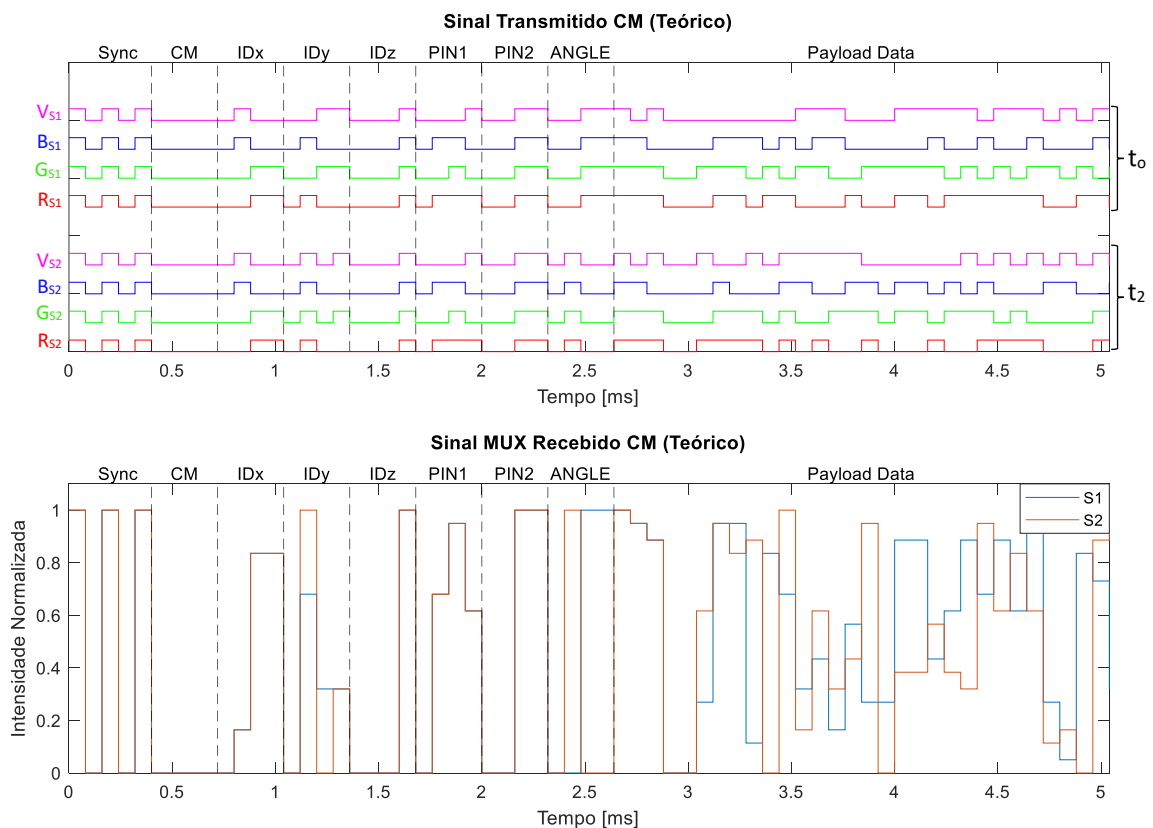 Sinal Transmitido CM (Teórico)
Sync CM IDx IDy IDz PIN1 PIN2 ANGLE Payload Data
VS1
BS1
GS1
RS1
to
VS2
BS2
GS2
RS2
t2
0 0.5 1 1.5 2 2.5 3 3.5 4 4.5 5
Tempo [ms]
Sinal MUX Recebido CM (Teórico)
Sync CM IDx IDy IDz PIN1 PIN2 ANGLE Payload Data
S1
S2
Intensidade Normalizada
1
0.8
0.6
0.4
0.2
0
0 0.5 1 1.5 2 2.5 3 3.5 4 4.5 5
Tempo [ms]